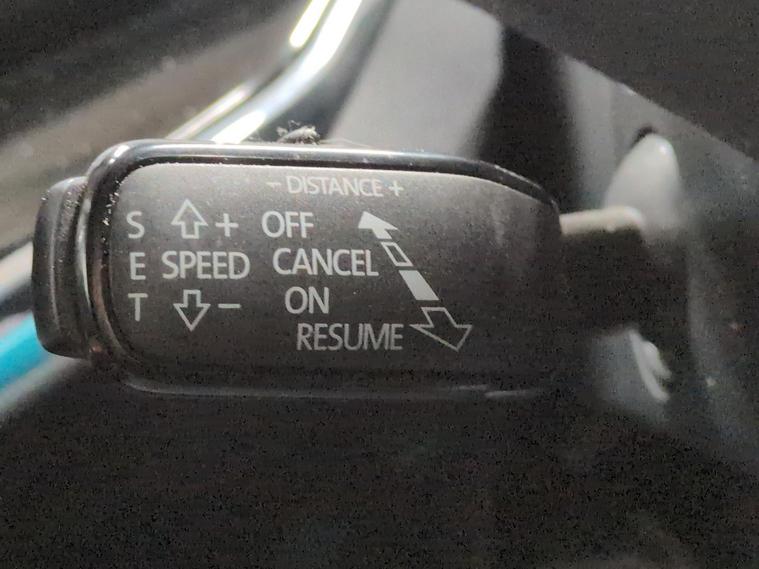 - DISTANCE +
S + OFF
E SPEED CANCEL
T - ON
RESUME